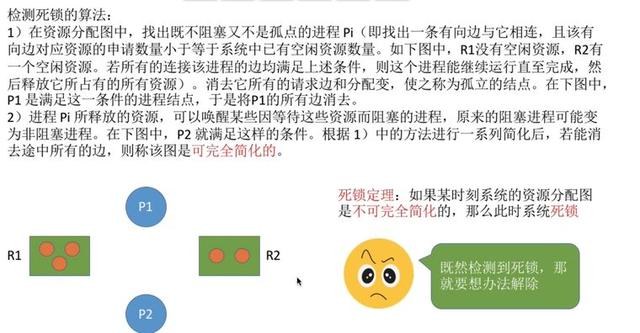 检测死锁的算法:
1)在资源分配图中,找出既不阻塞又不是孤点的进程 Pi(即找出一条有向边与它相连,且该有
向边对应资源的申请数量小于等于系统中已有空闲资源数量。如下图中,R1没有空闲资源,R2有
一个空闲资源。若所有的连接该进程的边均满足上述条件,则这个进程能继续运行直至完成,然
后释放它所占有的所有资源)。消去它所有的请求边和分配变,使之称为孤立的结点。在下图中,
P1 是满足这一条件的进程结点,于是将P1的所有边消去。
2)进程 Pi 所释放的资源,可以唤醒某些因等待这些资源而阻塞的进程,原来的阻塞进程可能变
为非阻塞进程。在下图中,P2 就满足这样的条件。根据 1)中的方法进行一系列简化后,若能消
去途中所有的边,则称该图是可完全简化的。
死锁定理:如果某时刻系统的资源分配图
是不可完全简化的,那么此时系统死锁
P1
R1
R2
既然检测到死锁,那
就要想办法解除
P2